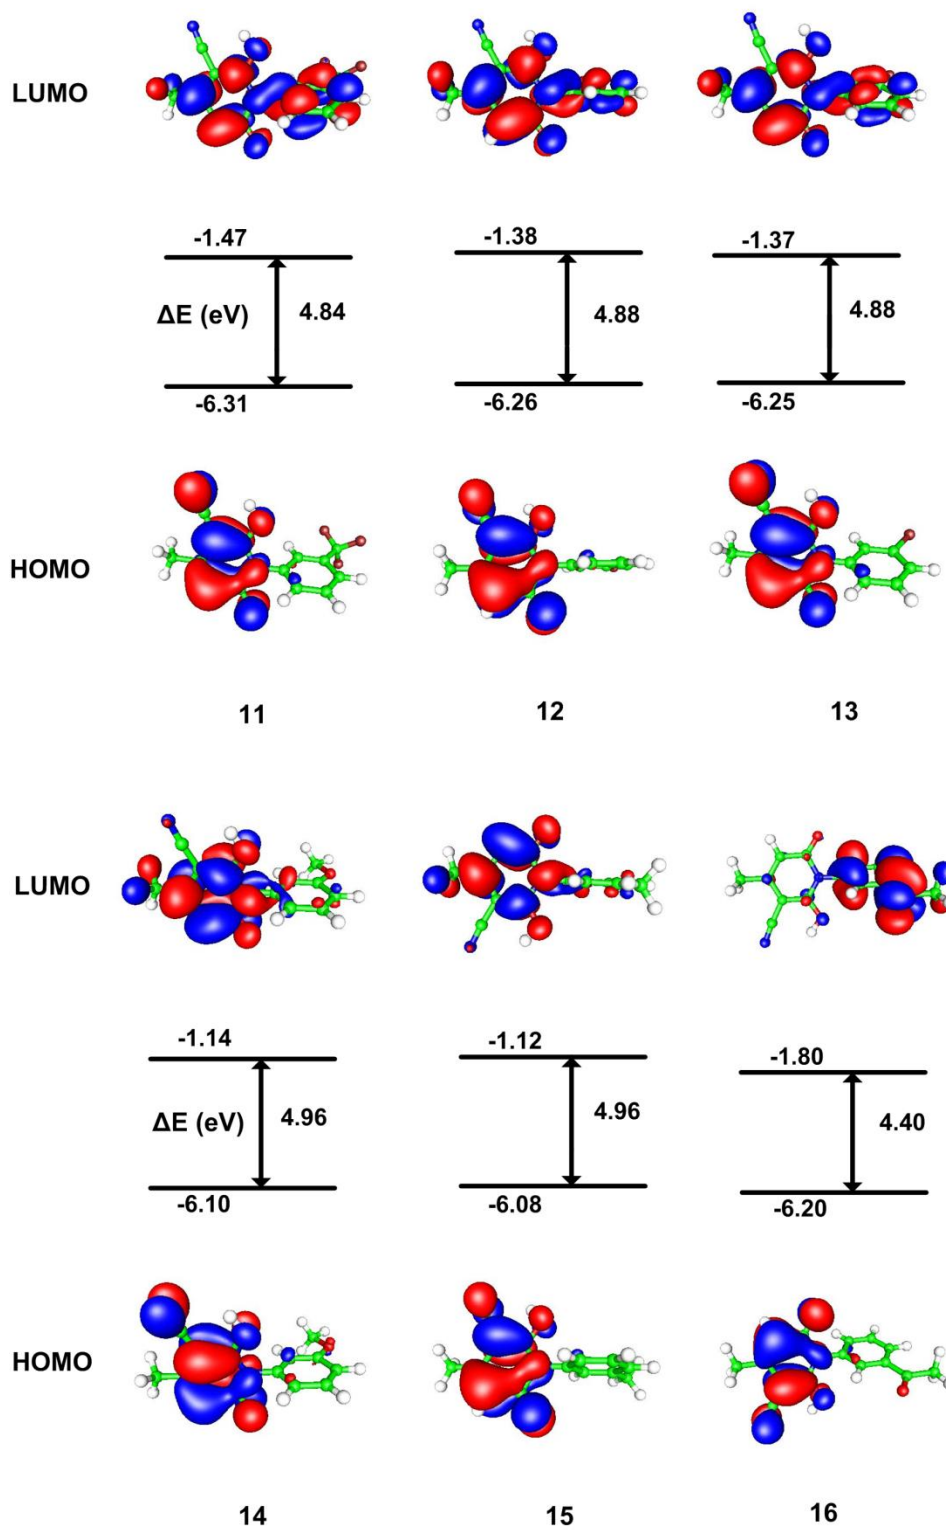 LUMO
-1.47 -1.38 -1.37
ΔE (eV) 4.84 4.88 4.88
-6.31 -6.26 -6.25
HOMO
11 12 13
LUMO
-1.14 -1.12 -1.80
ΔE (eV) 4.96 4.96 4.40
-6.10 -6.08 -6.20
HOMO
14 15 16